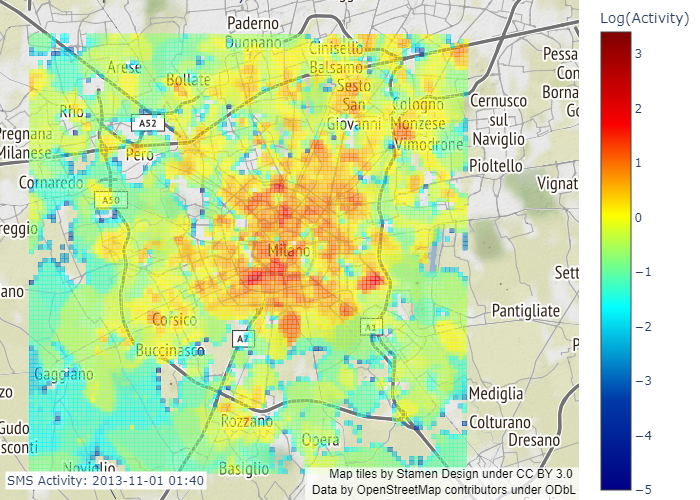 Log(Activity)
3
2
1
0
−1
−2
−3
−4
−5
Paderno
Dugnano
Cinisello
Balsamo
Arese
Bollate
Sesto
San
Giovanni
Cologno
Monzese
Vimodrone
Cernusco
sul
Naviglio
Pioltello
Pessa
Con
Borna
Go
Vignat
Rho
A52
Pregnana
Milanese
Pero
Cornaredo
A50
reggio
Milano
ano
Sett
Pantigliate
P
Corsico
A7
A1
Buccinasco
Gaggiano
zo
Mediglia
Gudo
sconti
Rozzano
Colturano
Dresano
Opera
Noviglio
Basiglio
SMS Activity: 2013-11-01 01:40
Map tiles by Stamen Design under CC BY 3.0
Data by OpenStreetMap contributors under ODbL